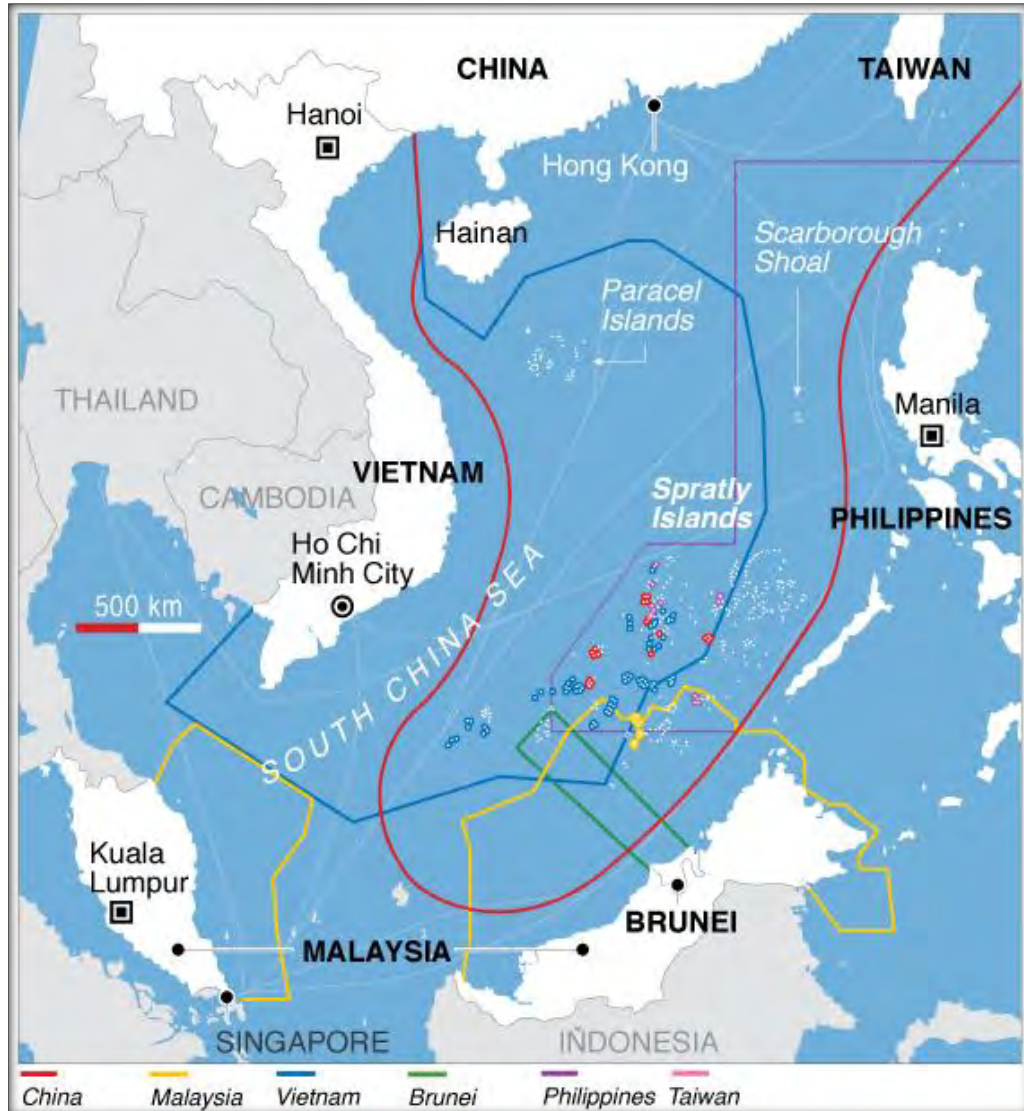 CHINA
TAIWAN
Hanoi
Hong Kong
Hainan
Scarborough
Shoal
Paracel
Islands
THAILAND
Manila
VIETNAM
CAMBODIA
Spratly
Islands
PHILIPPINES
Ho Chi
Minh City
500 km
SOUTH CHINA SEA
Kuala
Lumpur
BRUNEI
MALAYSIA
SINGAPORE
INDONESIA
China
Malaysia
Vietnam
Brunei
Philippines
Taiwan